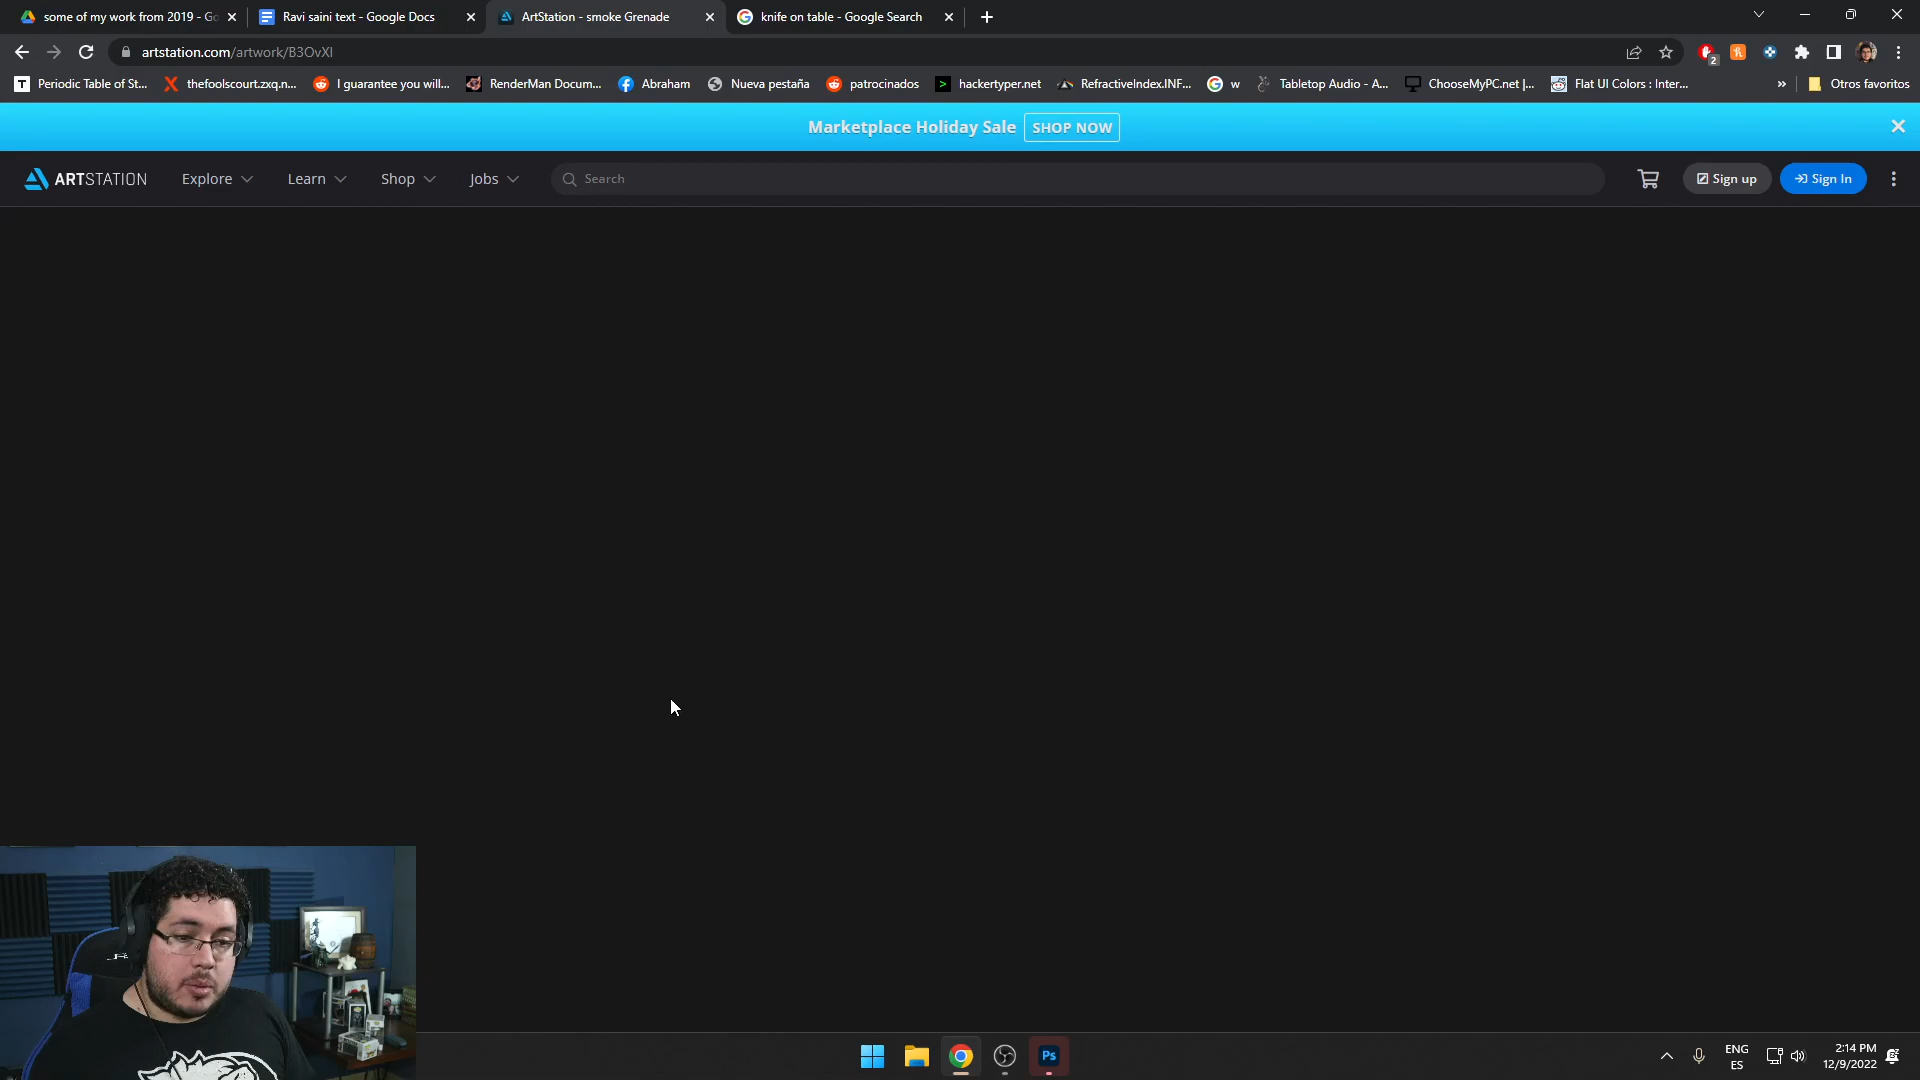 some of my work from 2019 - Go
Ravi saini text - Google Docs
ArtStation - smoke Grenade
knife on table - Google Search
artstation.com/artwork/B3OvXl
2
Periodic Table of St...
thefoolscourt.zxq.n...
I guarantee you will...
RenderMan Docum...
Abraham
Nueva pestaña
patrocinados
hackertyper.net
RefractiveIndex.INF...
w
Tabletop Audio - A...
ChooseMyPC.net |...
Flat UI Colors : Inter...
»
Otros favoritos
Marketplace Holiday Sale SHOP NOW
ARTSTATION
Explore
Learn
Shop
Jobs
Search
Sign up
Sign In
Ps
ENG
ES
2:14 PM
12/9/2022